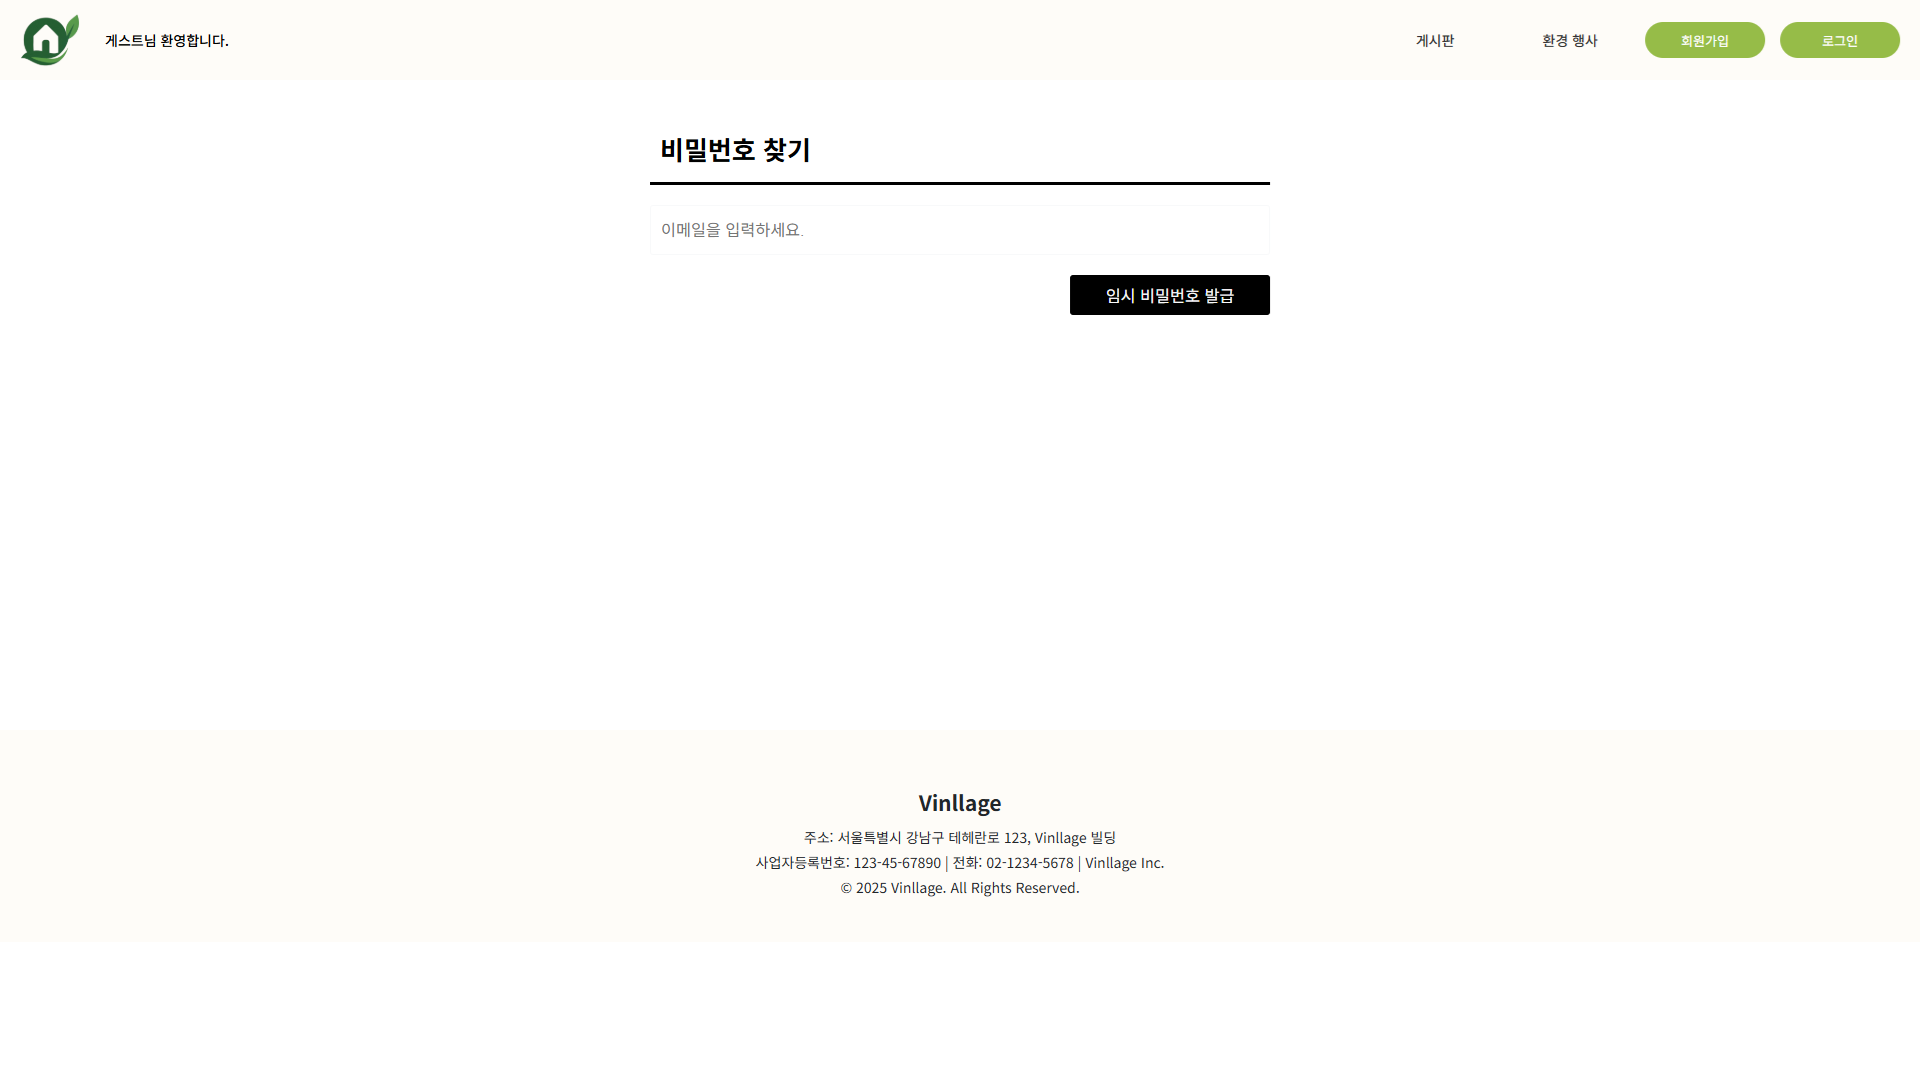 게스트님 환영합니다.
게시판
환경 행사
회원가입
로그인
비밀번호 찾기
이메일을 입력하세요.
임시 비밀번호 발급
Vinllage
주소: 서울특별시 강남구 테헤란로 123, Vinllage 빌딩
사업자등록번호: 123-45-67890 | 전화: 02-1234-5678 | Vinllage Inc.
© 2025 Vinllage. All Rights Reserved.